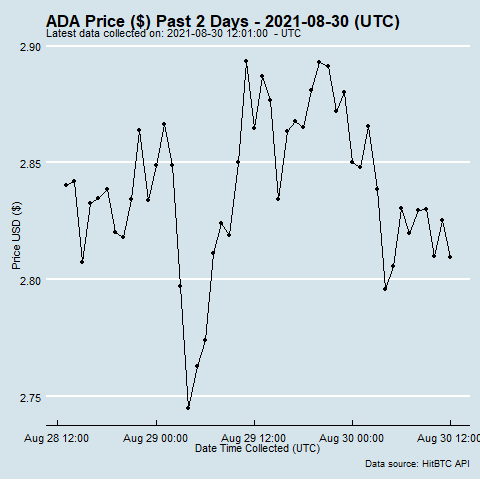 ADA Price ($) Past 2 Days - 2021-08-30 (UTC)
Latest data collected on: 2021-08-30 12:01:00 - UTC
2.90
2.85
2.80
2.75
Price USD ($)
Aug 28 12:00 Aug 29 00:00 Aug 29 12:00 Aug 30 00:00 Aug 30 12:00
Date Time Collected (UTC)
Data source: HitBTC API